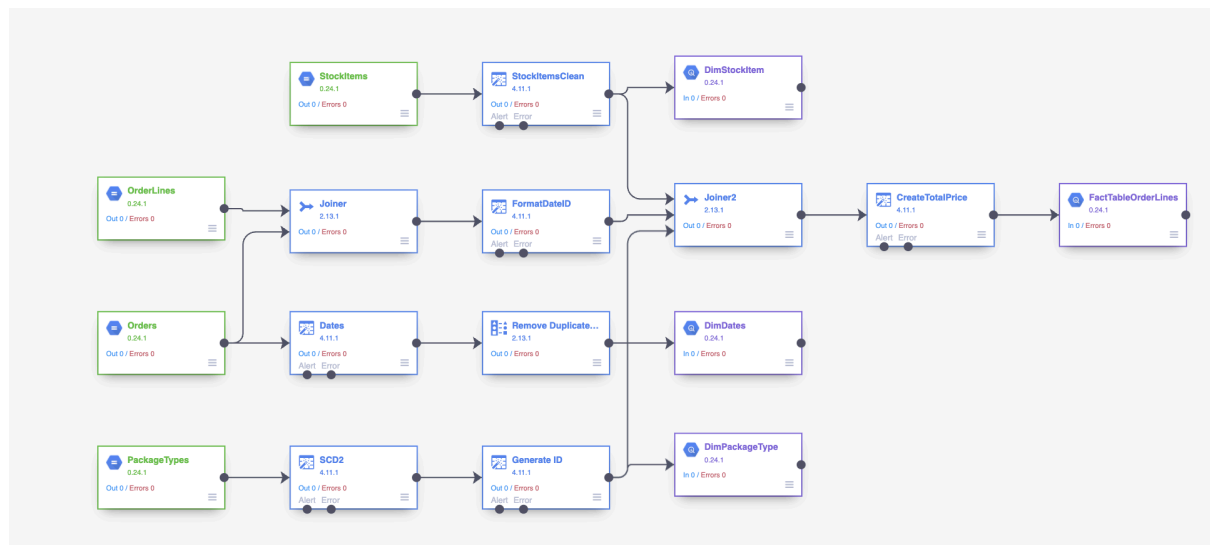 StockItems
0.24.1
Out 0 / Errors 0
StockItemsClean
4.11.1
Out 0 / Errors 0
Alert Error
DimStockItem
0.24.1
In 0 / Errors 0
OrderLines
0.24.1
Out 0 / Errors 0
Joiner
2.13.1
Out 0 / Errors 0
FormatDateID
4.11.1
Out 0 / Errors 0
Alert Error
Joiner2
2.13.1
Out 0 / Errors 0
CreateTotalPrice
4.11.1
Out 0 / Errors 0
Alert Error
FactTableOrderLines
0.24.1
In 0 / Errors 0
Orders
0.24.1
Out 0 / Errors 0
Dates
4.11.1
Out 0 / Errors 0
Alert Error
Remove Duplicate...
2.13.1
Out 0 / Errors 0
DimDates
0.24.1
In 0 / Errors 0
PackageTypes
0.24.1
Out 0 / Errors 0
SCD2
4.11.1
Out 0 / Errors 0
Alert Error
Generate ID
4.11.1
Out 0 / Errors 0
Alert Error
DimPackageType
0.24.1
In 0 / Errors 0